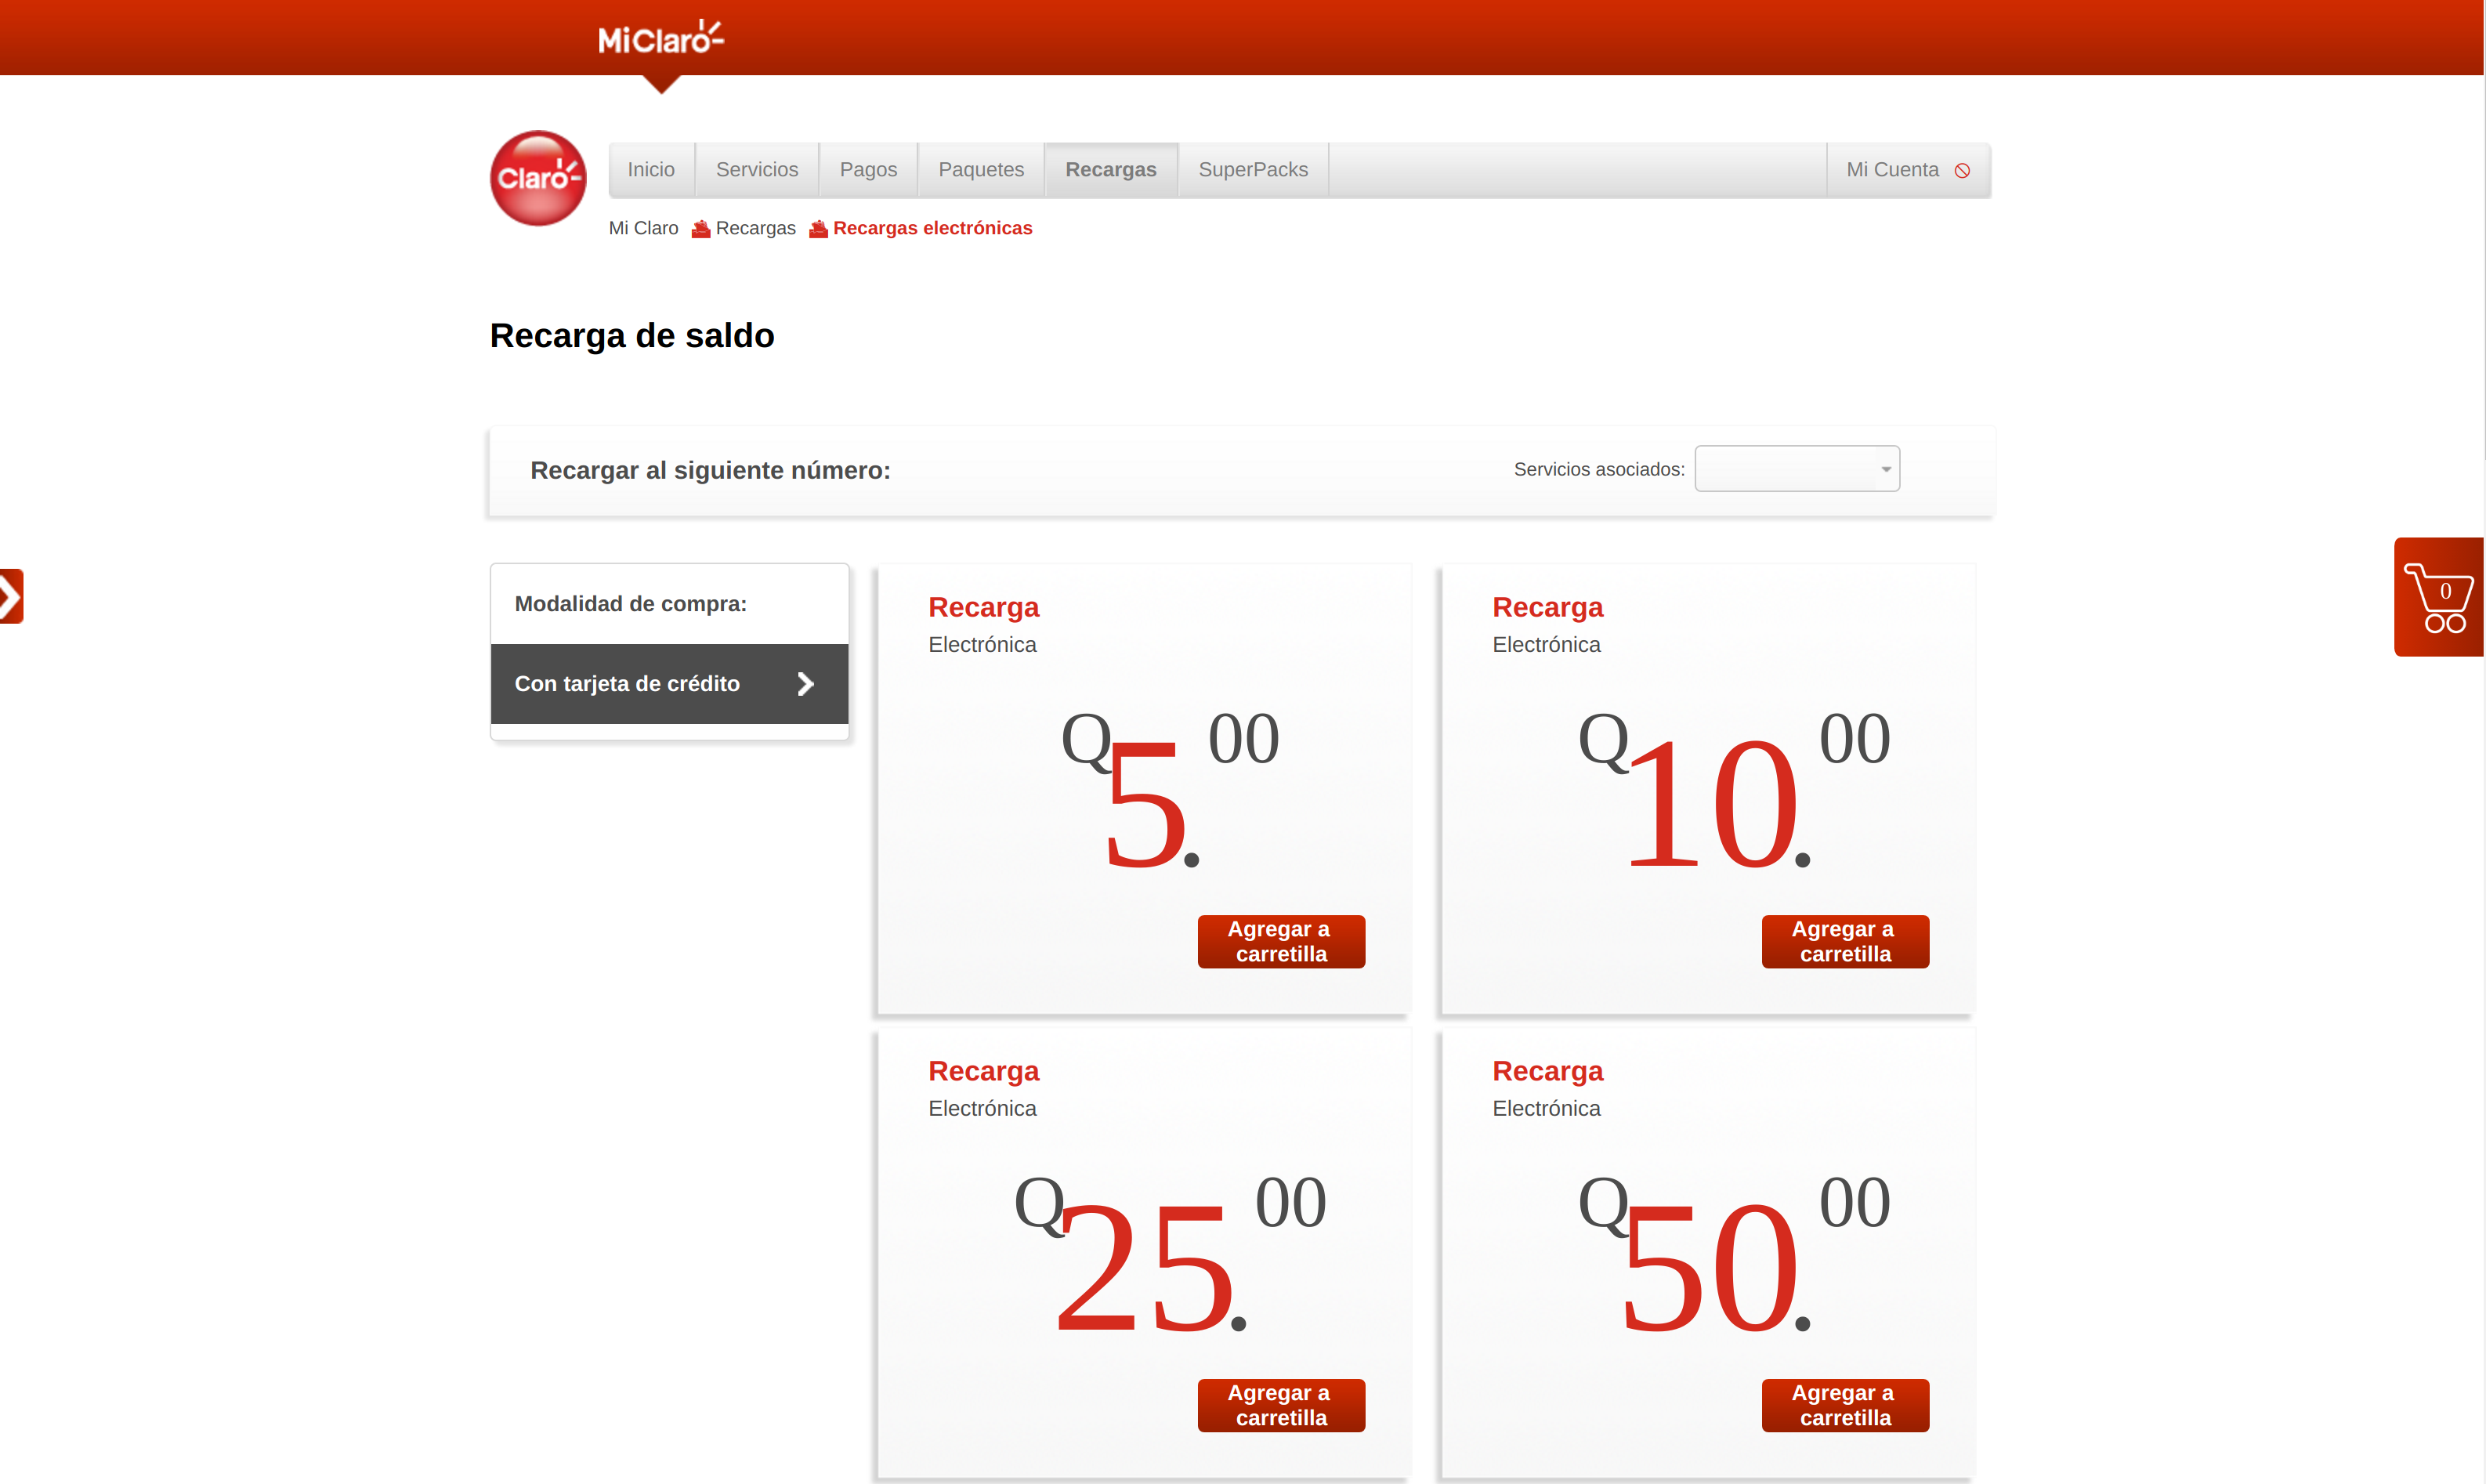 MiClaro
Claro
Inicio Servicios Pagos Paquetes Recargas SuperPacks Mi Cuenta
Mi Claro Recargas Recargas electrónicas
Recarga de saldo
Recargar al siguiente número: Servicios asociados:
0
Modalidad de compra:
Con tarjeta de crédito
Recarga
Electrónica
Q5.00
Agregar a
carretilla
Recarga
Electrónica
Q10.00
Agregar a
carretilla
Recarga
Electrónica
Q25.00
Agregar a
carretilla
Recarga
Electrónica
Q50.00
Agregar a
carretilla